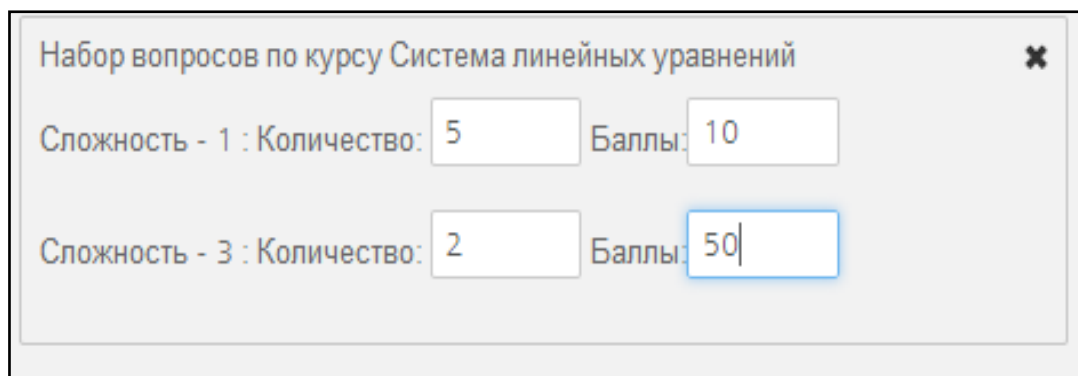 Набор вопросов по курсу Система линейных уравнений ✖
Сложность - 1 : Количество: 5 Баллы: 10
Сложность - 3 : Количество: 2 Баллы: 50